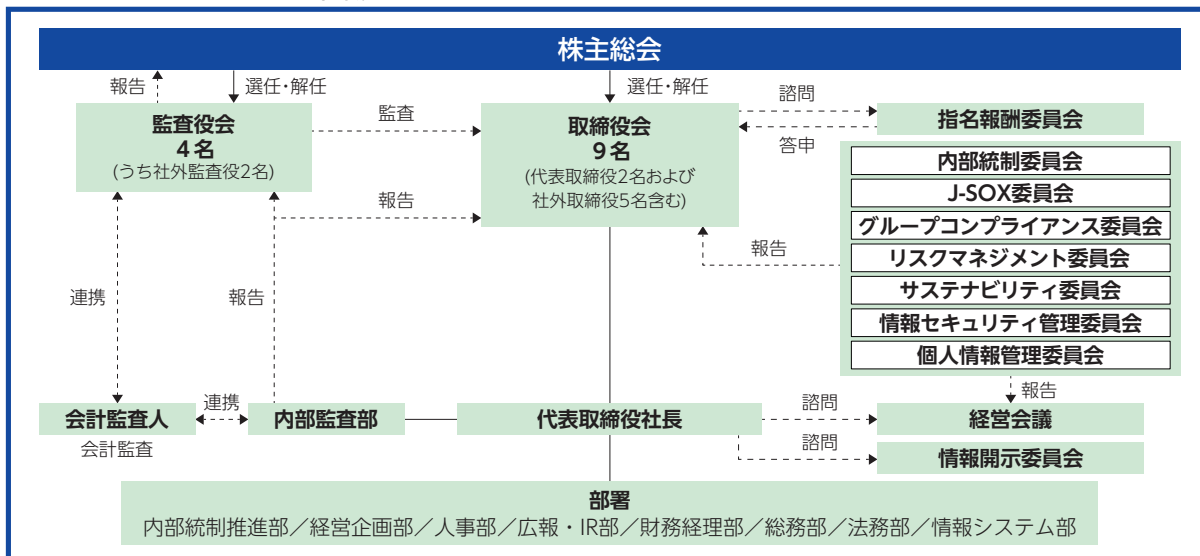 株主総会
報告
選任・解任
選任・解任
諮問
監査役会
4名
(うち社外監査役2名)
監査
取締役会
9名
(代表取締役2名および
社外取締役5名含む)
答申
指名報酬委員会
内部統制委員会
J-SOX委員会
グループコンプライアンス委員会
リスクマネジメント委員会
サステナビリティ委員会
情報セキュリティ管理委員会
個人情報管理委員会
報告
報告
連携
報告
報告
会計監査人
連携
内部監査部
代表取締役社長
諮問
経営会議
会計監査
諮問
情報開示委員会
部署
内部統制推進部／経営企画部／人事部／広報・IR部／財務経理部／総務部／法務部／情報システム部